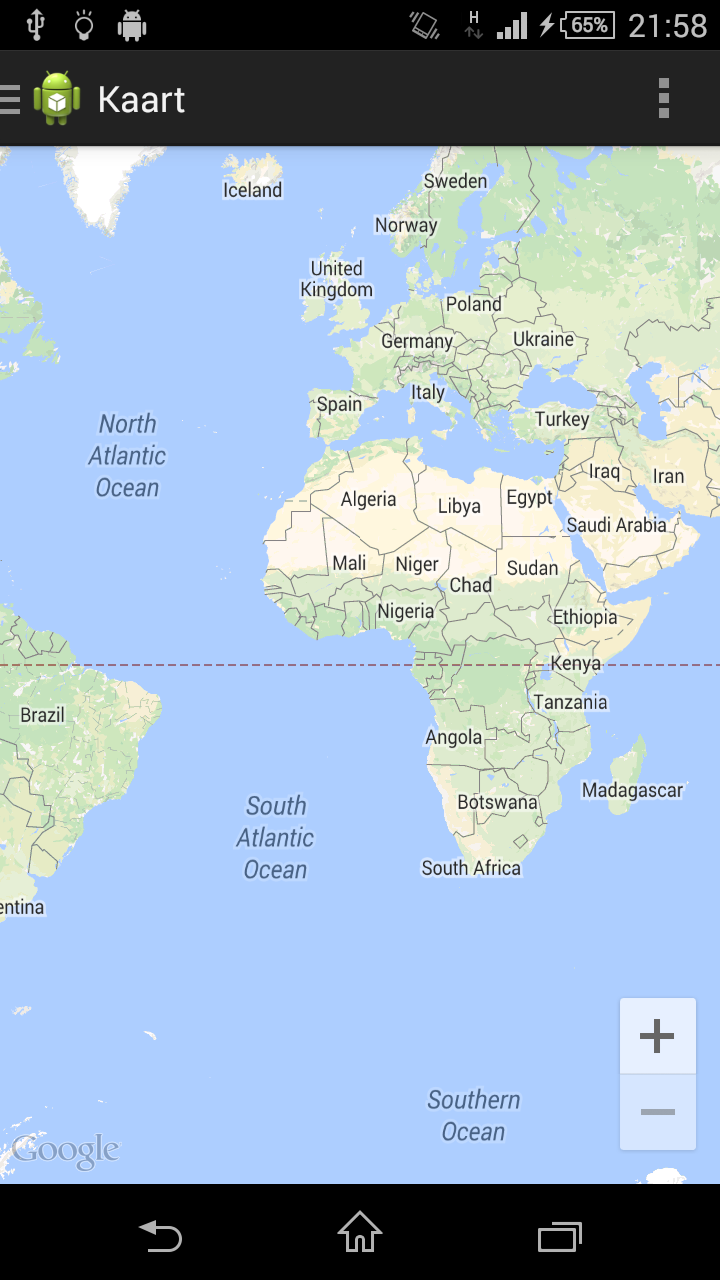 H 65% 21:58
Kaart
Sweden
Iceland
Norway
United
Kingdom
Poland
Germany
Ukraine
Italy
Spain
Turkey
North
Atlantic
Ocean
Iraq
Iran
Algeria
Libya
Egypt
Saudi Arabia
Mali
Niger
Sudan
Chad
Nigeria
Ethiopia
Kenya
Tanzania
Brazil
Angola
Madagascar
Botswana
South
Atlantic
Ocean
South Africa
entina
Southern
Ocean
Google